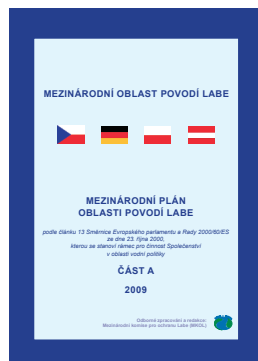 MEZINÁRODNÍ OBLAST POVODÍ LABE
MEZINÁRODNÍ PLÁN
OBLASTI POVODÍ LABE
podle článku 13 Směrnice Evropského parlamentu a Rady 2000/60/ES
ze dne 23. října 2000,
kterou se stanoví rámec pro činnost Společenství
v oblasti vodní politiky
ČÁST A
2009
Odborné zpracování a redakce:
Mezinárodní komise pro ochranu Labe (MKOL)